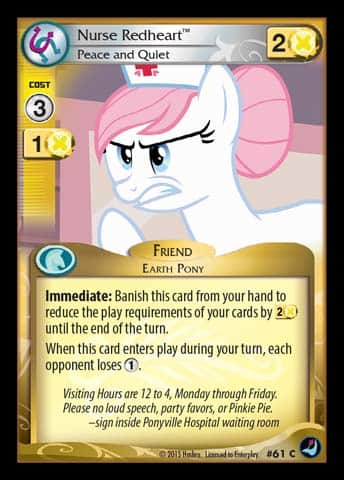 Nurse Redheart™
Peace and Quiet
2
COST
3
1
FRIEND
EARTH PONY
Immediate: Banish this card from your hand to
reduce the play requirements of your cards by 2
until the end of the turn.
When this card enters play during your turn, each
opponent loses 1.
Visiting Hours are 12 to 4, Monday through Friday.
Please no loud speech, party favors, or Pinkie Pie.
–sign inside Ponyville Hospital waiting room
© 2015 Hasbro. Licensed to Enterplay.
#61 C